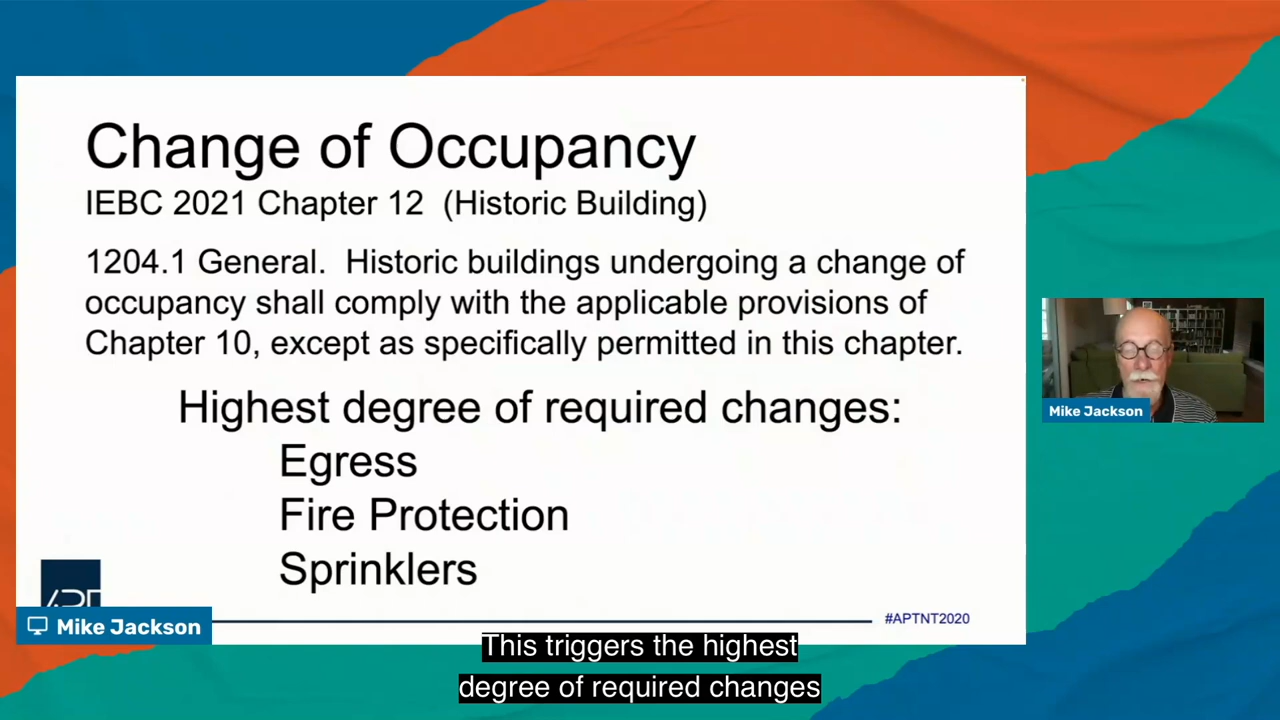 Change of Occupancy
IEBC 2021 Chapter 12 (Historic Building)
1204.1 General. Historic buildings undergoing a change of
occupancy shall comply with the applicable provisions of
Chapter 10, except as specifically permitted in this chapter.
Highest degree of required changes:
Egress
Fire Protection
Sprinklers
Mike Jackson
#APTNT2020
Mike Jackson
This triggers the highest
degree of required changes